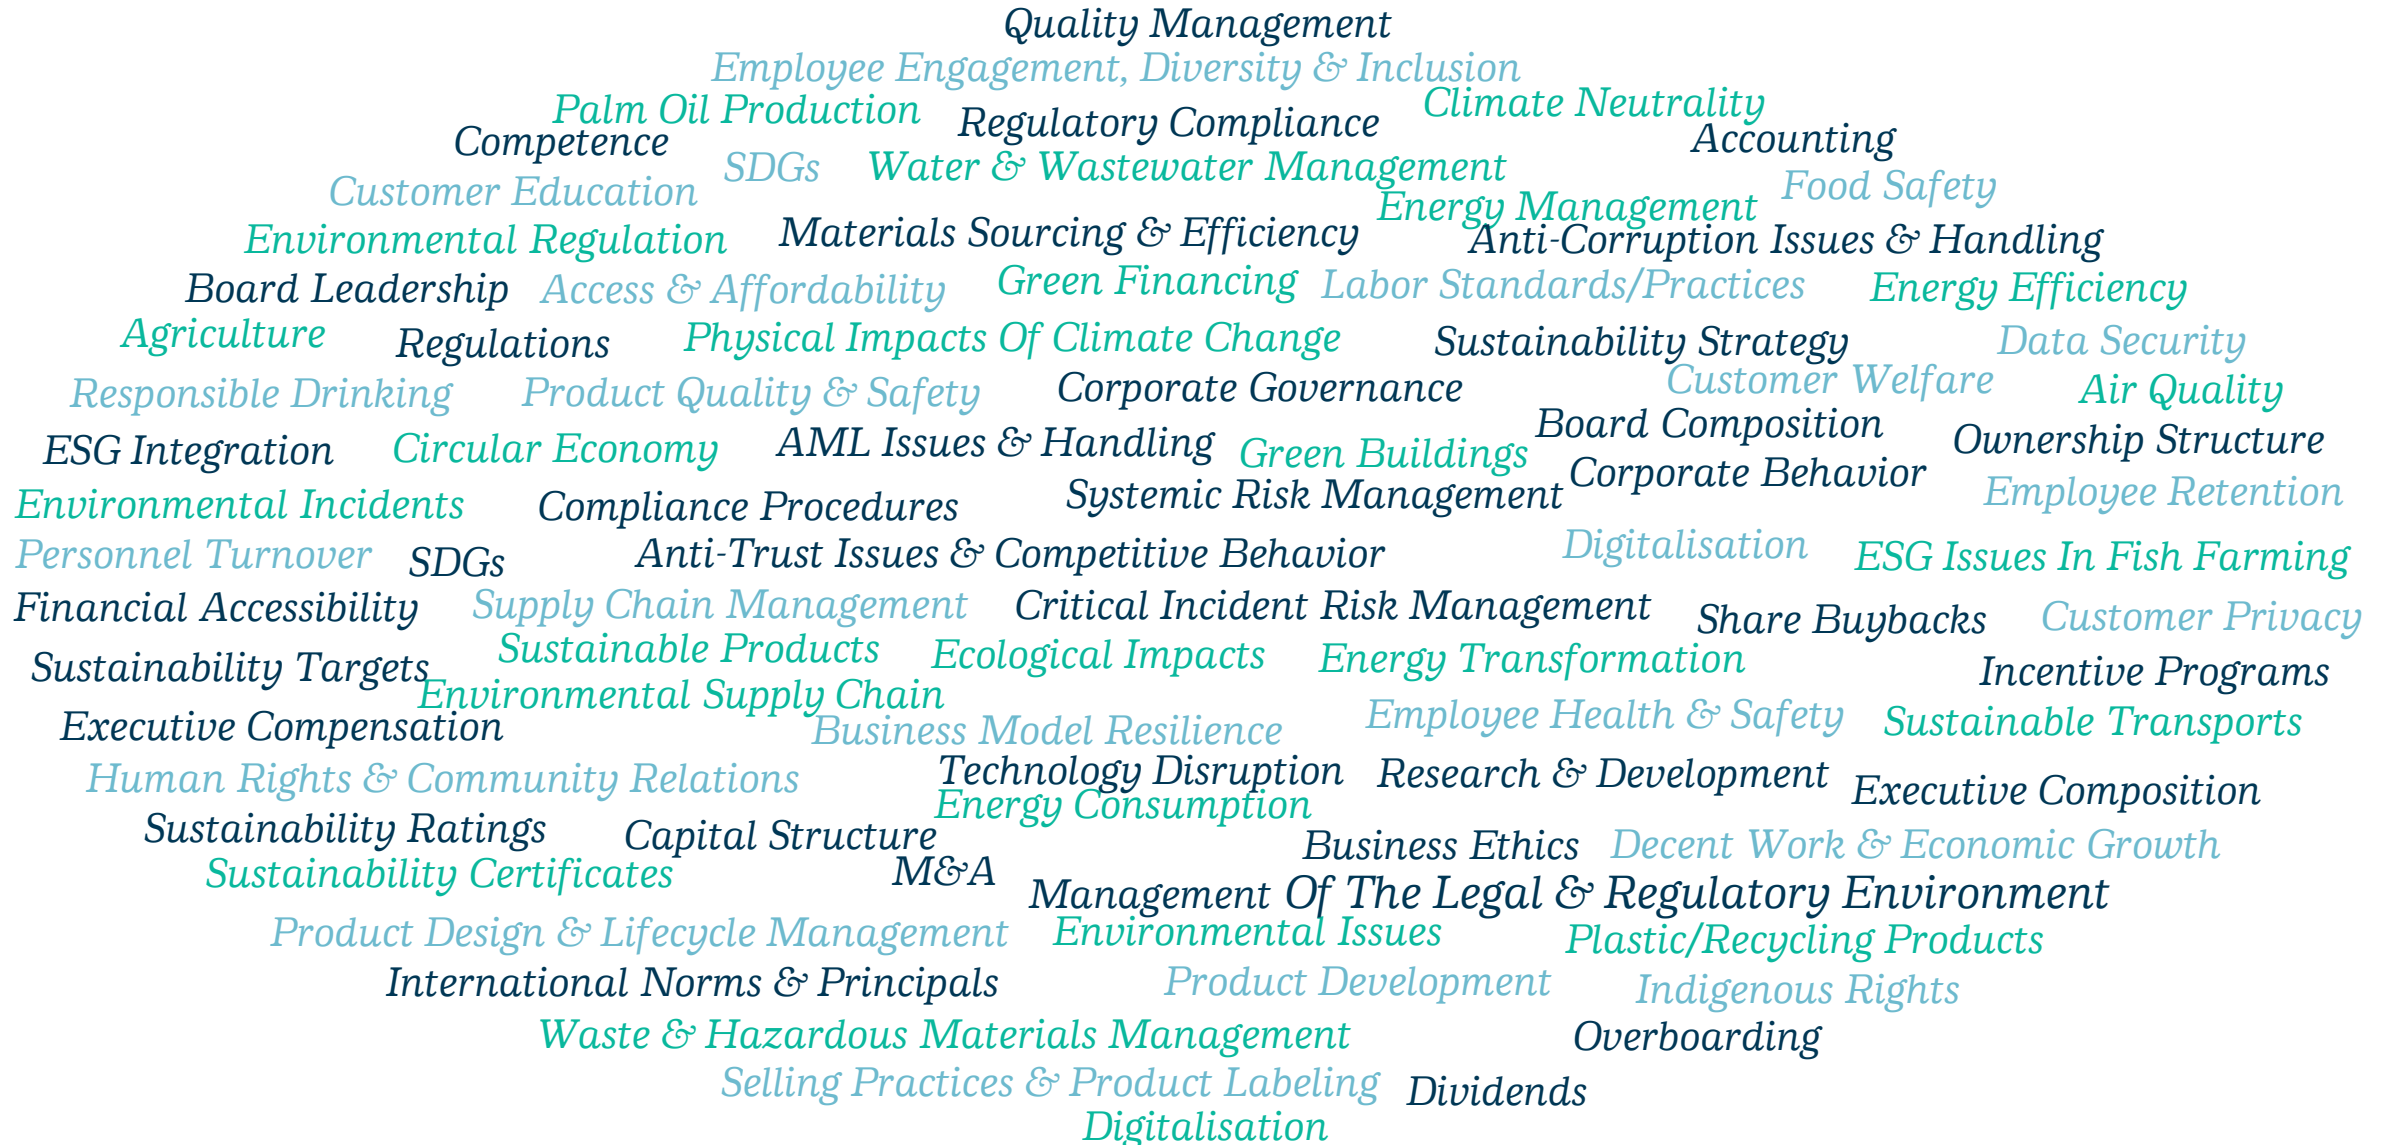 Quality Management
Employee Engagement, Diversity & Inclusion
Palm Oil Production
Regulatory Compliance
Climate Neutrality
Competence
Accounting
SDGs
Water & Wastewater Management
Customer Education
Food Safety
Energy Management
Environmental Regulation
Materials Sourcing & Efficiency
Anti-Corruption Issues & Handling
Board Leadership
Access & Affordability
Green Financing
Labor Standards/Practices
Energy Efficiency
Agriculture
Regulations
Physical Impacts Of Climate Change
Sustainability Strategy
Data Security
Responsible Drinking
Product Quality & Safety
Corporate Governance
Customer Welfare
Air Quality
Board Composition
ESG Integration
Circular Economy
AML Issues & Handling
Green Buildings
Ownership Structure
Corporate Behavior
Environmental Incidents
Compliance Procedures
Systemic Risk Management
Employee Retention
Personnel Turnover
SDGs
Anti-Trust Issues & Competitive Behavior
Digitalisation
ESG Issues In Fish Farming
Financial Accessibility
Supply Chain Management
Critical Incident Risk Management
Share Buybacks
Customer Privacy
Sustainability Targets
Sustainable Products
Ecological Impacts
Energy Transformation
Incentive Programs
Environmental Supply Chain
Executive Compensation
Business Model Resilience
Employee Health & Safety
Sustainable Transports
Human Rights & Community Relations
Technology Disruption
Research & Development
Executive Composition
Energy Consumption
Sustainability Ratings
Capital Structure
Business Ethics
Decent Work & Economic Growth
Sustainability Certificates
M&A
Management Of The Legal & Regulatory Environment
Product Design & Lifecycle Management
Environmental Issues
Plastic/Recycling Products
International Norms & Principals
Product Development
Indigenous Rights
Waste & Hazardous Materials Management
Overboarding
Selling Practices & Product Labeling
Dividends
Digitalisation